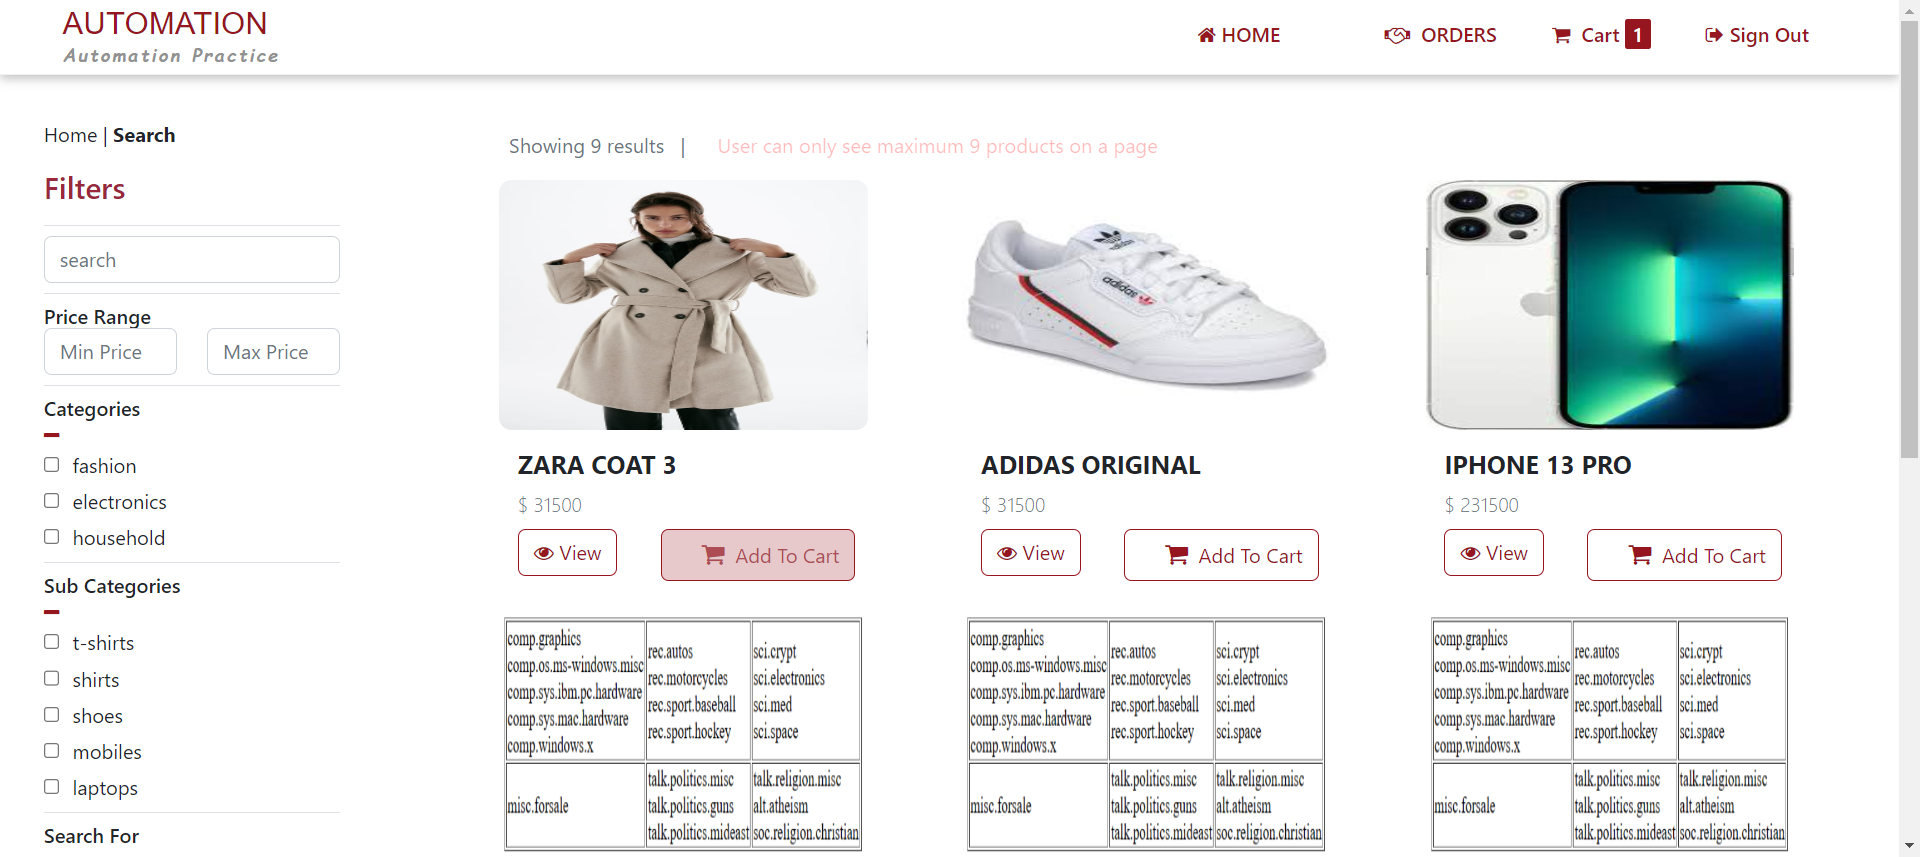 AUTOMATION
Automation Practice
HOME
ORDERS
Cart 1
Sign Out
Home | Search
Filters
search
Price Range
Min Price
Max Price
Categories
fashion
electronics
household
Sub Categories
t-shirts
shirts
shoes
mobiles
laptops
Search For
Showing 9 results |
User can only see maximum 9 products on a page
ZARA COAT 3
$ 31500
View
Add To Cart
adidas
adidas
ADIDAS ORIGINAL
$ 31500
View
Add To Cart
IPHONE 13 PRO
$ 231500
View
Add To Cart
comp.graphics
comp.os.ms-windows.misc
comp.sys.ibm.pc.hardware
comp.sys.mac.hardware
comp.windows.x
rec.autos
rec.motorcycles
rec.sport.baseball
rec.sport.hockey
sci.crypt
sci.electronics
sci.med
sci.space
misc.forsale
talk.politics.misc
talk.politics.guns
talk.politics.mideast
talk.religion.misc
alt.atheism
soc.religion.christian
comp.graphics
comp.os.ms-windows.misc
comp.sys.ibm.pc.hardware
comp.sys.mac.hardware
comp.windows.x
rec.autos
rec.motorcycles
rec.sport.baseball
rec.sport.hockey
sci.crypt
sci.electronics
sci.med
sci.space
misc.forsale
talk.politics.misc
talk.politics.guns
talk.politics.mideast
talk.religion.misc
alt.atheism
soc.religion.christian
comp.graphics
comp.os.ms-windows.misc
comp.sys.ibm.pc.hardware
comp.sys.mac.hardware
comp.windows.x
rec.autos
rec.motorcycles
rec.sport.baseball
rec.sport.hockey
sci.crypt
sci.electronics
sci.med
sci.space
misc.forsale
talk.politics.misc
talk.politics.guns
talk.politics.mideast
talk.religion.misc
alt.atheism
soc.religion.christian